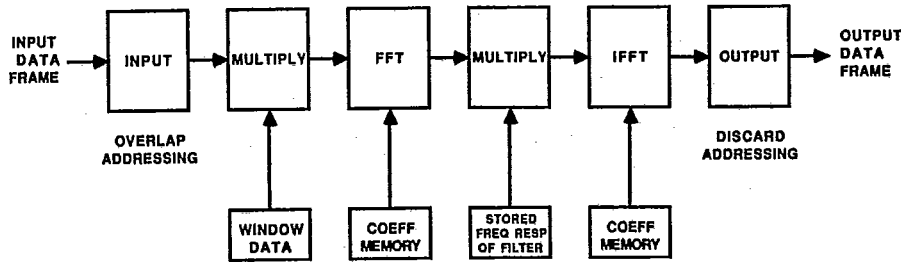 INPUT
DATA
FRAME
INPUT
MULTIPLY
FFT
MULTIPLY
IFFT
OUTPUT
OUTPUT
DATA
FRAME
OVERLAP
ADDRESSING
DISCARD
ADDRESSING
WINDOW
DATA
COEFF
MEMORY
STORED
FREQ RESP
OF FILTER
COEFF
MEMORY